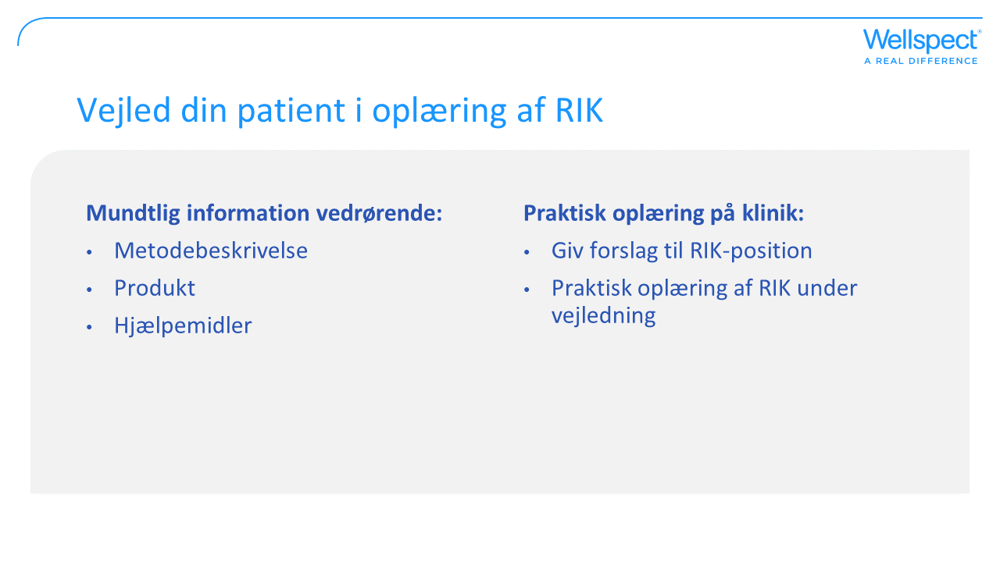 Wellspect®
A REAL DIFFERENCE
Vejled din patient i oplæring af RIK
Mundtlig information vedrørende:
• Metodebeskrivelse
• Produkt
• Hjælpemidler
Praktisk oplæring på klinik:
• Giv forslag til RIK-position
• Praktisk oplæring af RIK under
vejledning